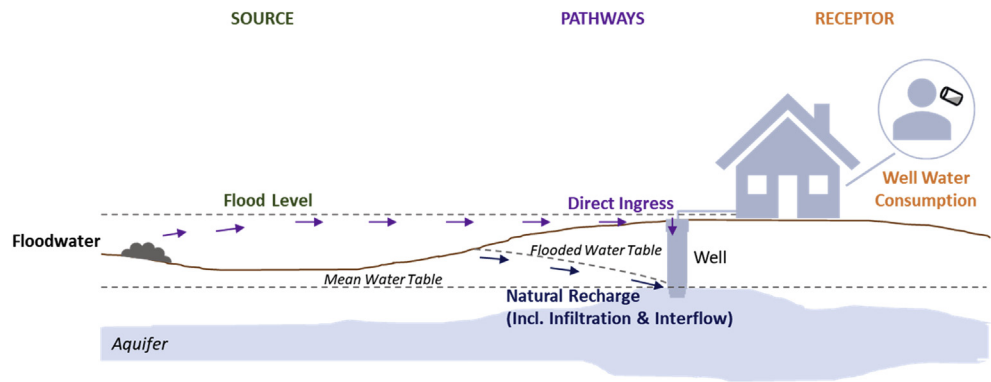 SOURCE
PATHWAYS
RECEPTOR
Flood Level
Direct Ingress
Well Water
Consumption
Floodwater
Flooded Water Table
Well
Mean Water Table
Natural Recharge
(Incl. Infiltration & Interflow)
Aquifer